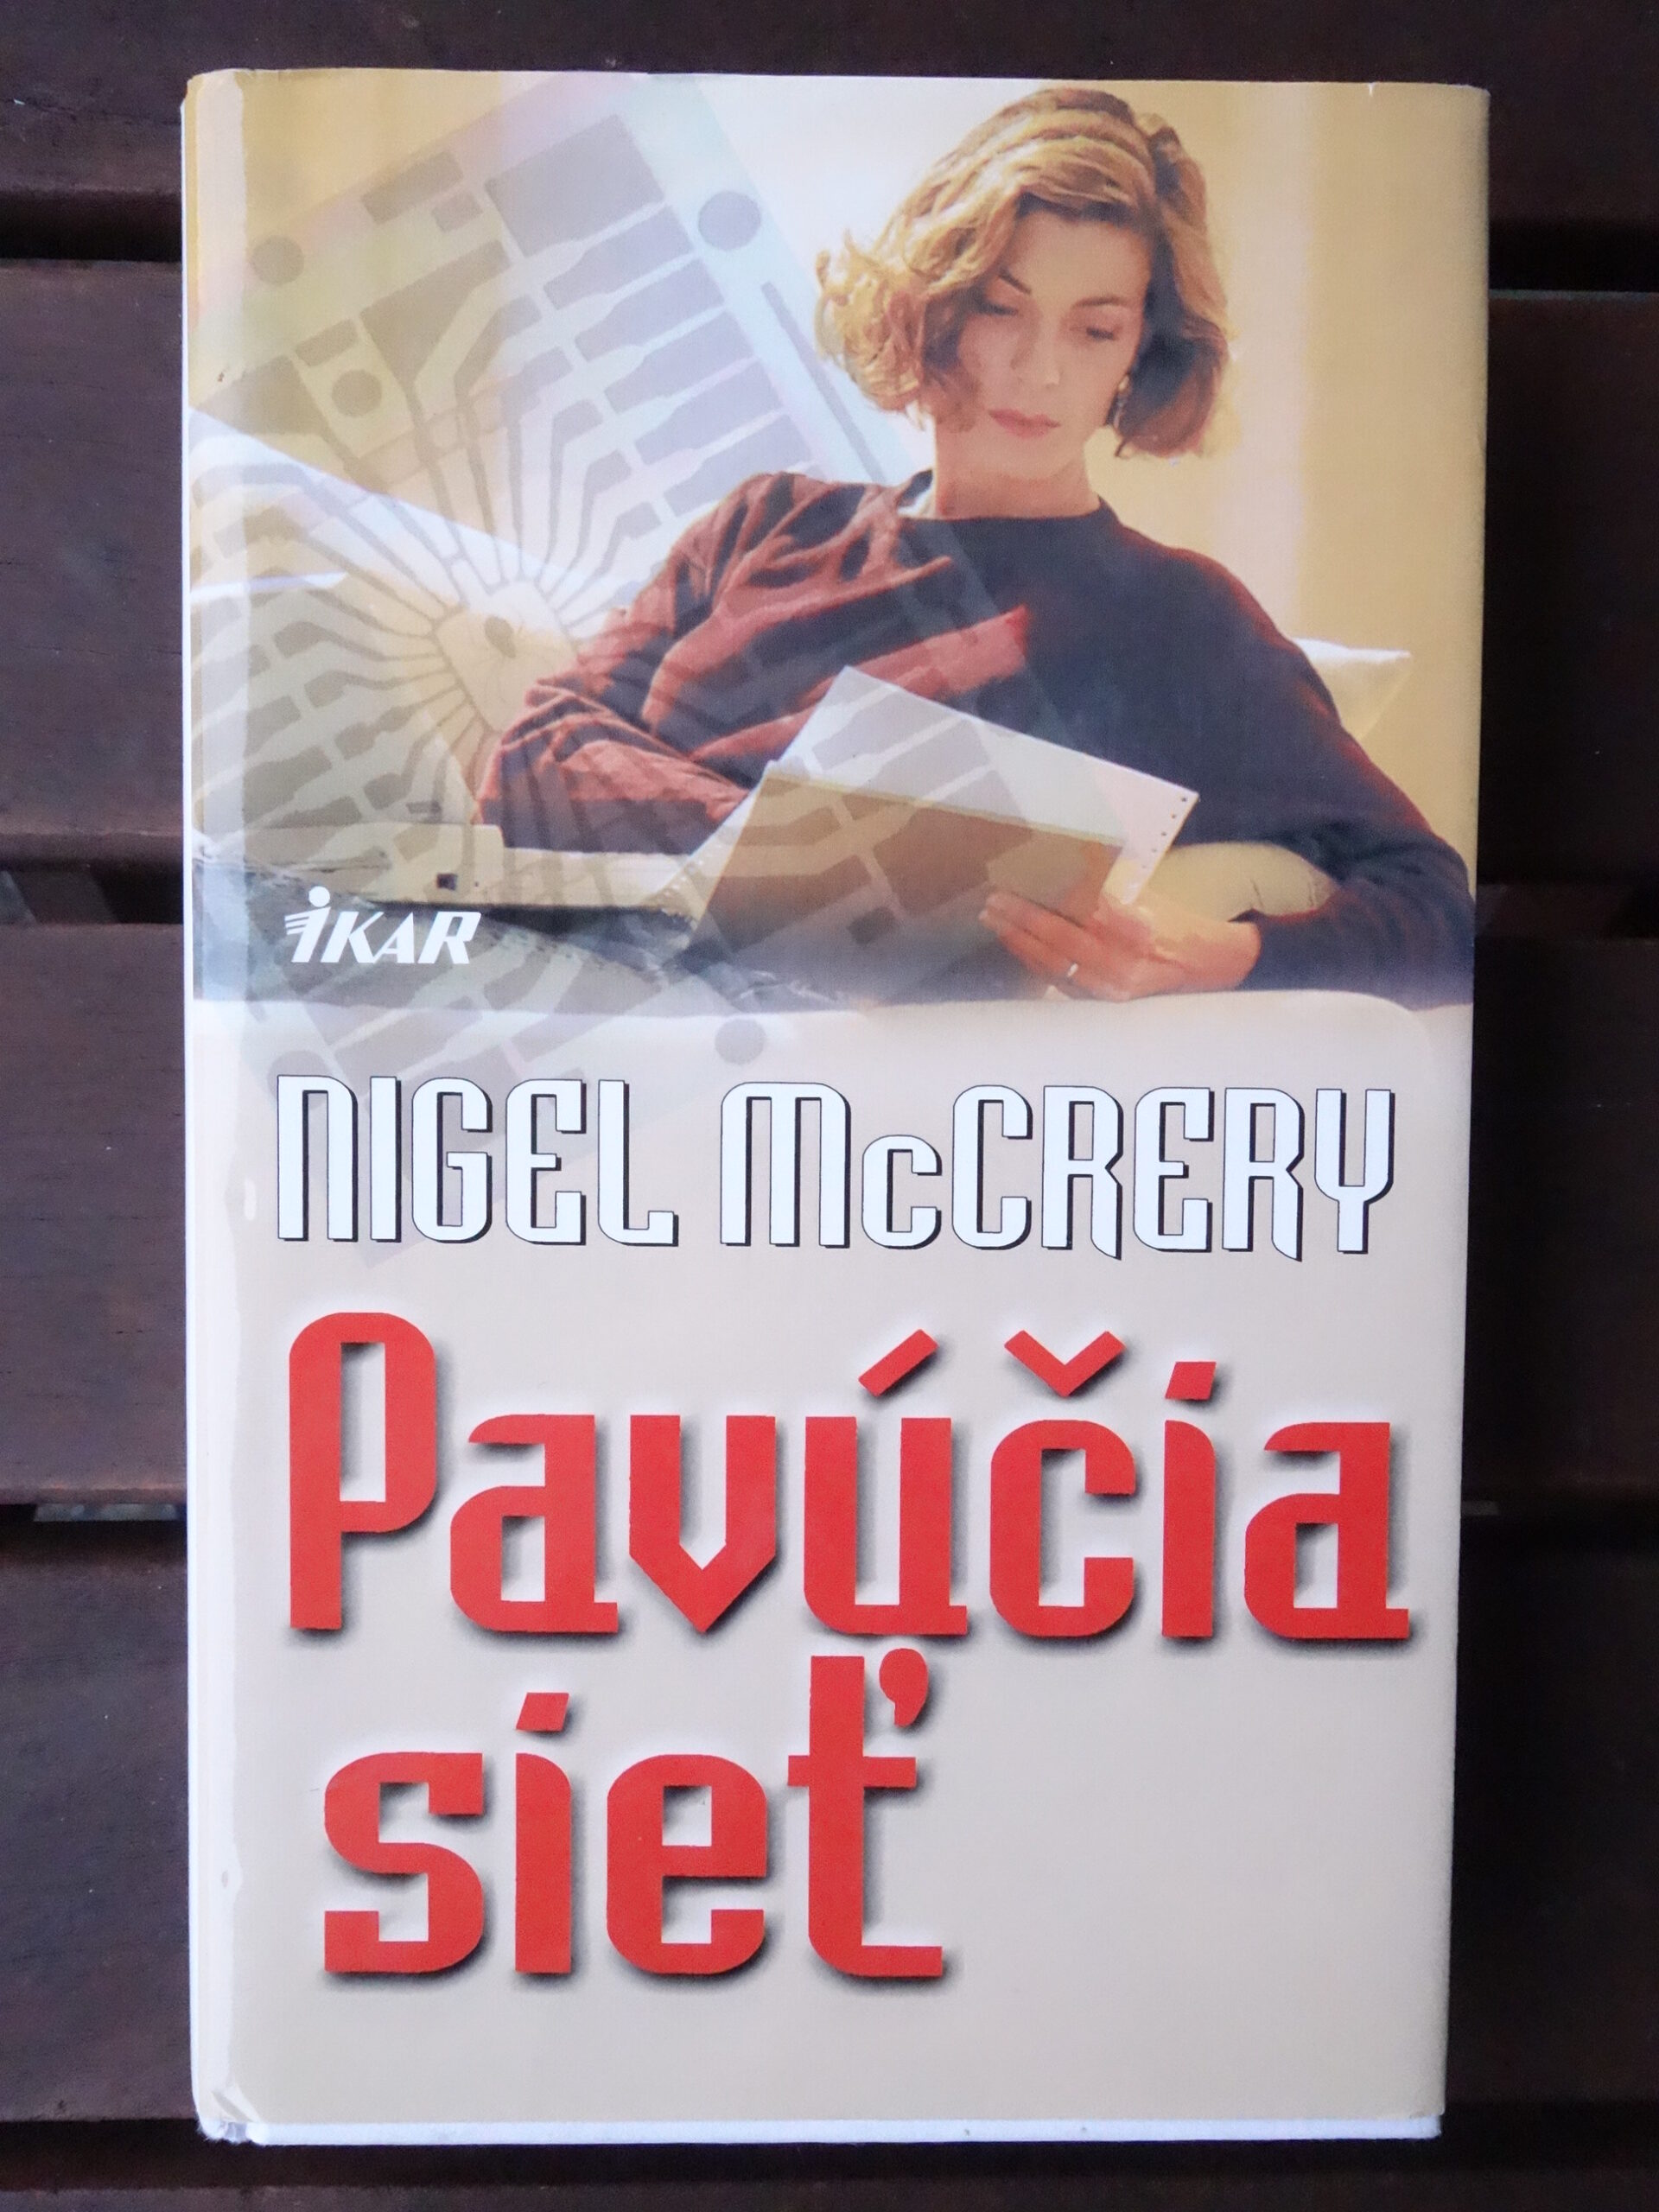 iKAR
NIGEL McCRERY
Pavúčia
sieť